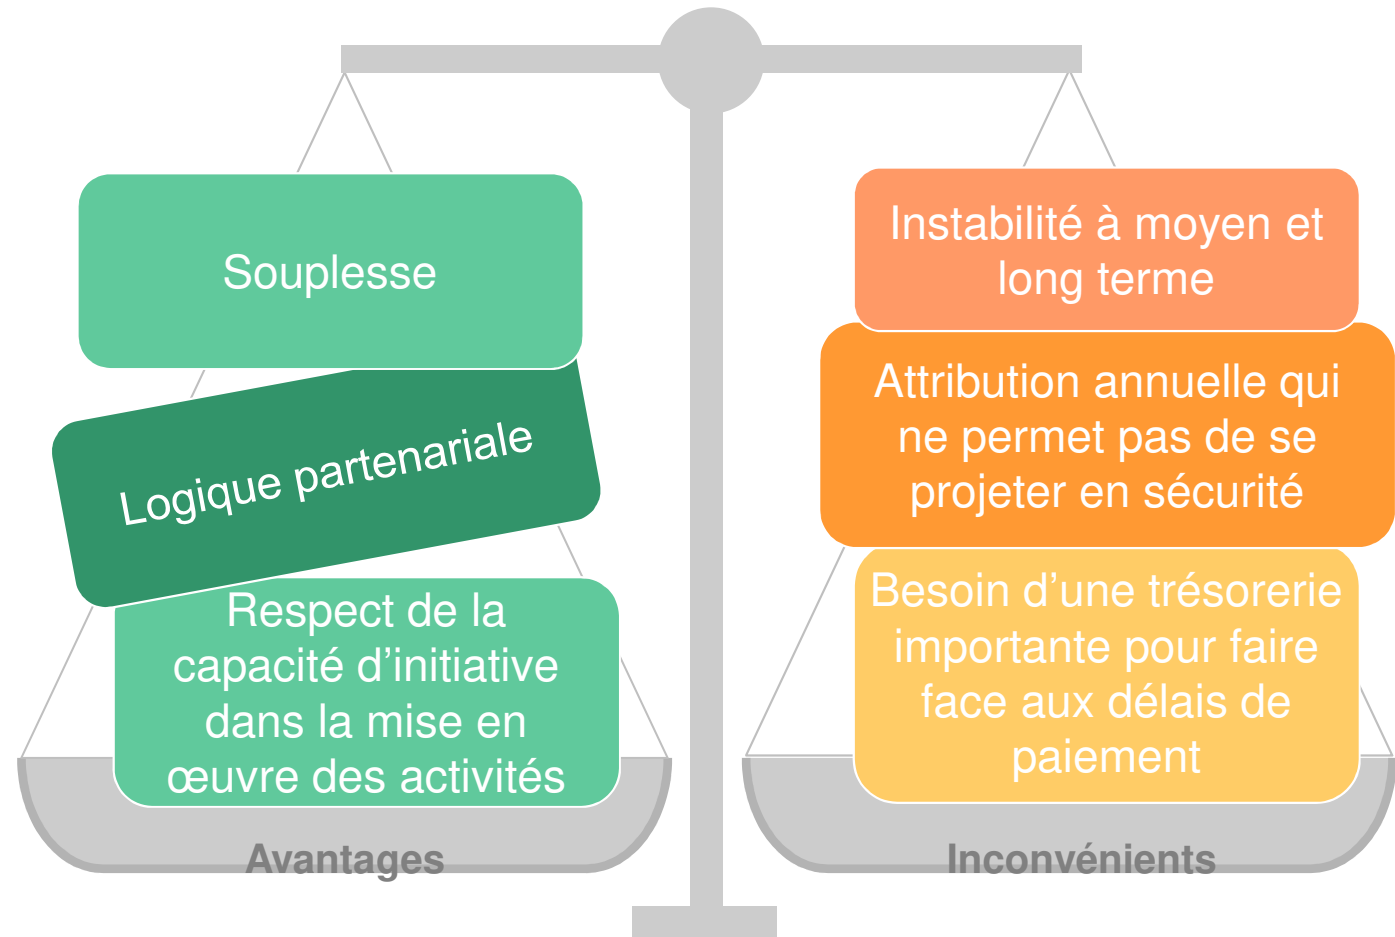 Souplesse
Logique partenariale
Respect de la
capacité d’initiative
dans la mise en
œuvre des activités
Avantages
Instabilité à moyen et
long terme
Attribution annuelle qui
ne permet pas de se
projeter en sécurité
Besoin d’une trésorerie
importante pour faire
face aux délais de
paiement
Inconvénients